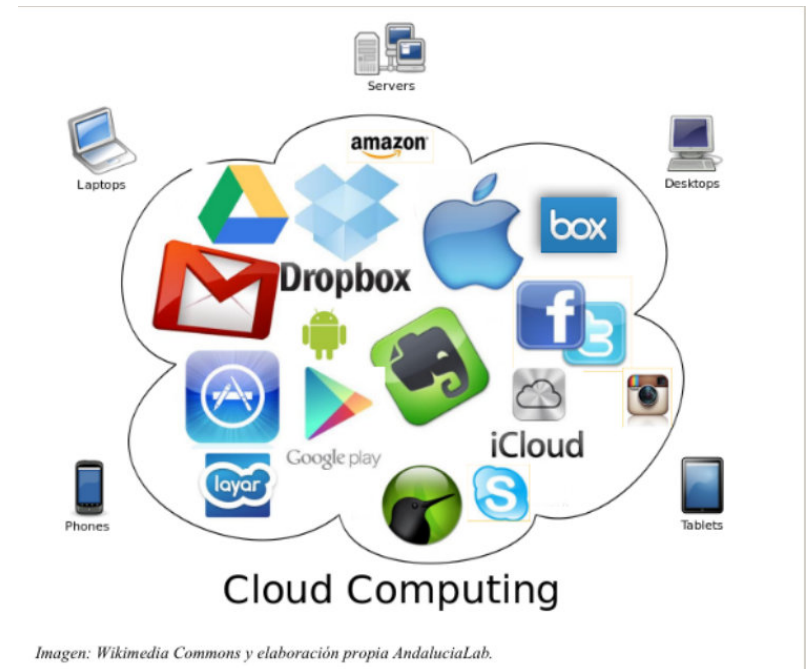 Servers
amazon
Laptops
Desktops
box
Dropbox
f
t
iCloud
Google play
layar
S
Phones
Tablets
Cloud Computing
Imagen: Wikimedia Commons y elaboración propia AndaluciaLab.